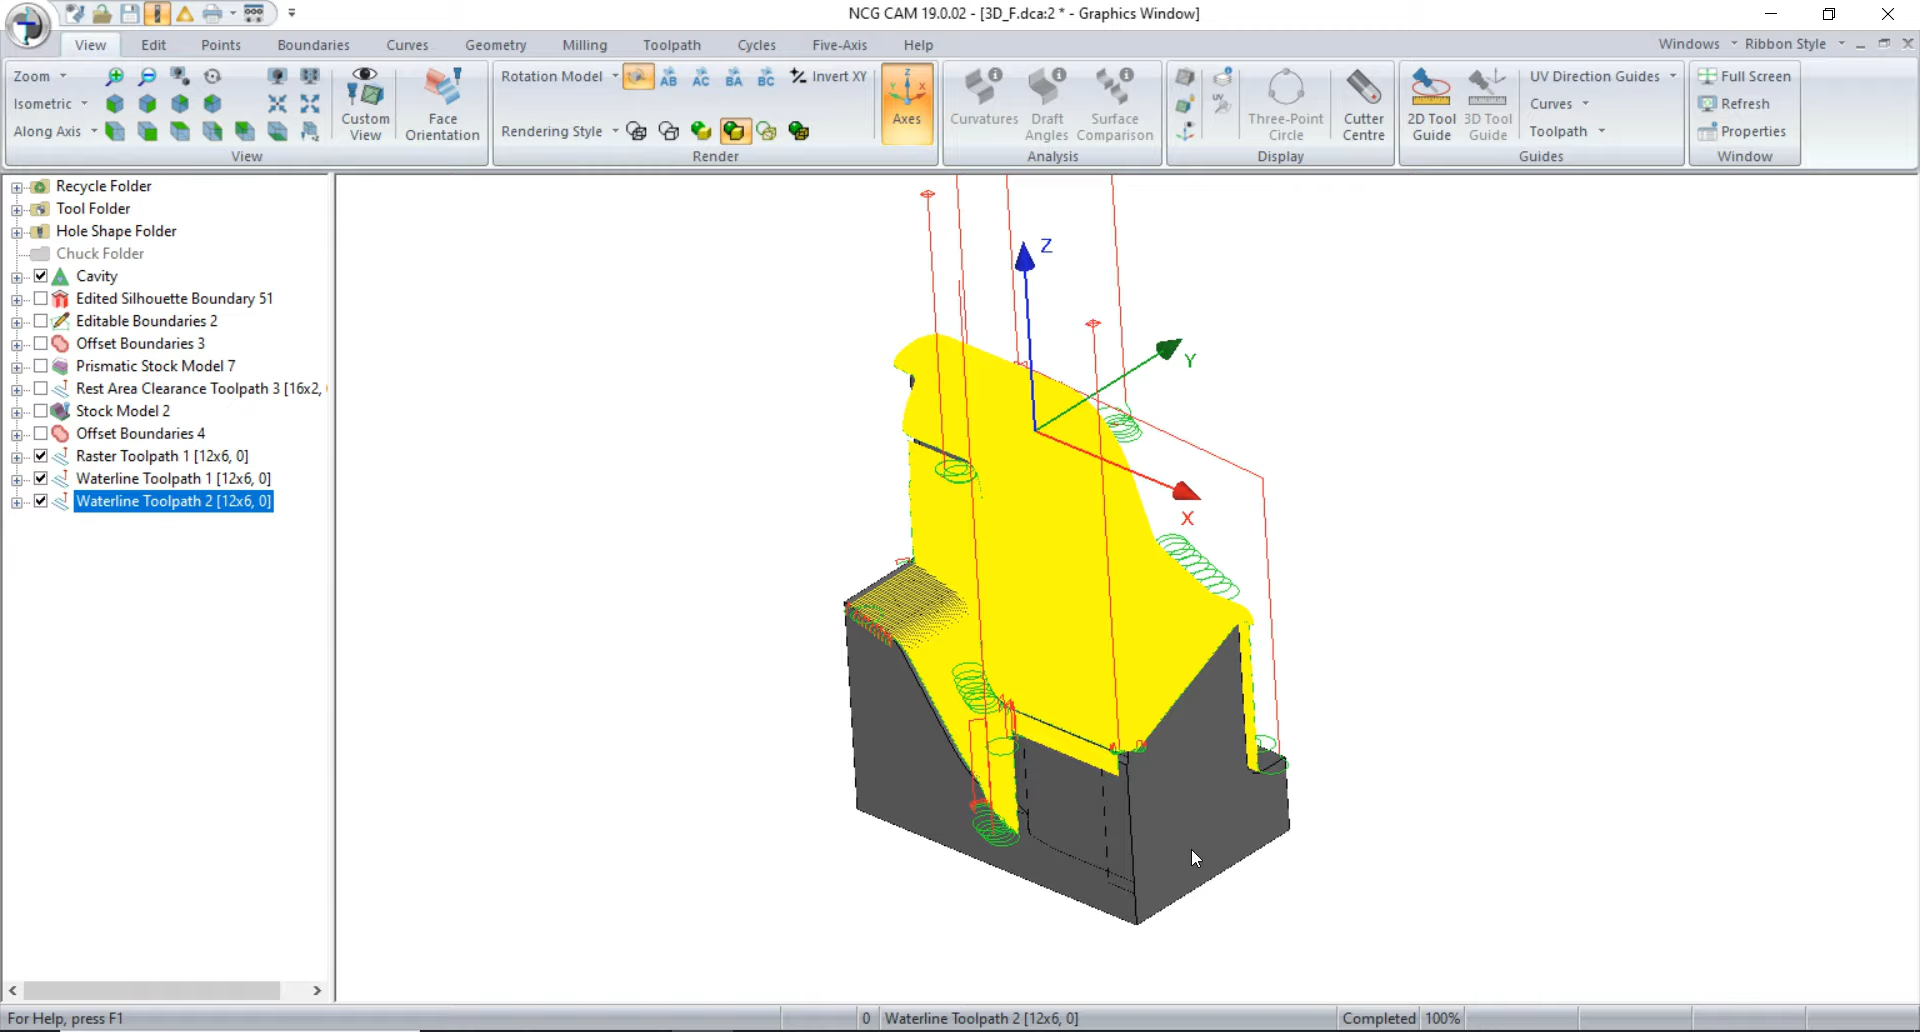 NCG CAM 19.0.02 - [3D_F.dca:2 * - Graphics Window]
View Edit Points Boundaries Curves Geometry Milling Toolpath Cycles Five-Axis Help Windows Ribbon Style
Zoom
Isometric
Along Axis
Custom View
Face Orientation
View
Rotation Model AB AC BA BC Invert XY
Rendering Style
Axes
Render
Curvatures
Draft Angles
Surface Comparison
Analysis
UV
Three-Point Circle
Cutter Centre
Display
2D Tool Guide
3D Tool Guide
UV Direction Guides
Curves
Toolpath
Guides
Full Screen
Refresh
Properties
Window
Recycle Folder
Tool Folder
Hole Shape Folder
Chuck Folder
Cavity
Edited Silhouette Boundary 51
Editable Boundaries 2
Offset Boundaries 3
Prismatic Stock Model 7
Rest Area Clearance Toolpath 3 [16x2,
Stock Model 2
Offset Boundaries 4
Raster Toolpath 1 [12x6, 0]
Waterline Toolpath 1 [12x6, 0]
Waterline Toolpath 2 [12x6, 0]
Z
Y
X
For Help, press F1 0 Waterline Toolpath 2 [12x6, 0] Completed 100%